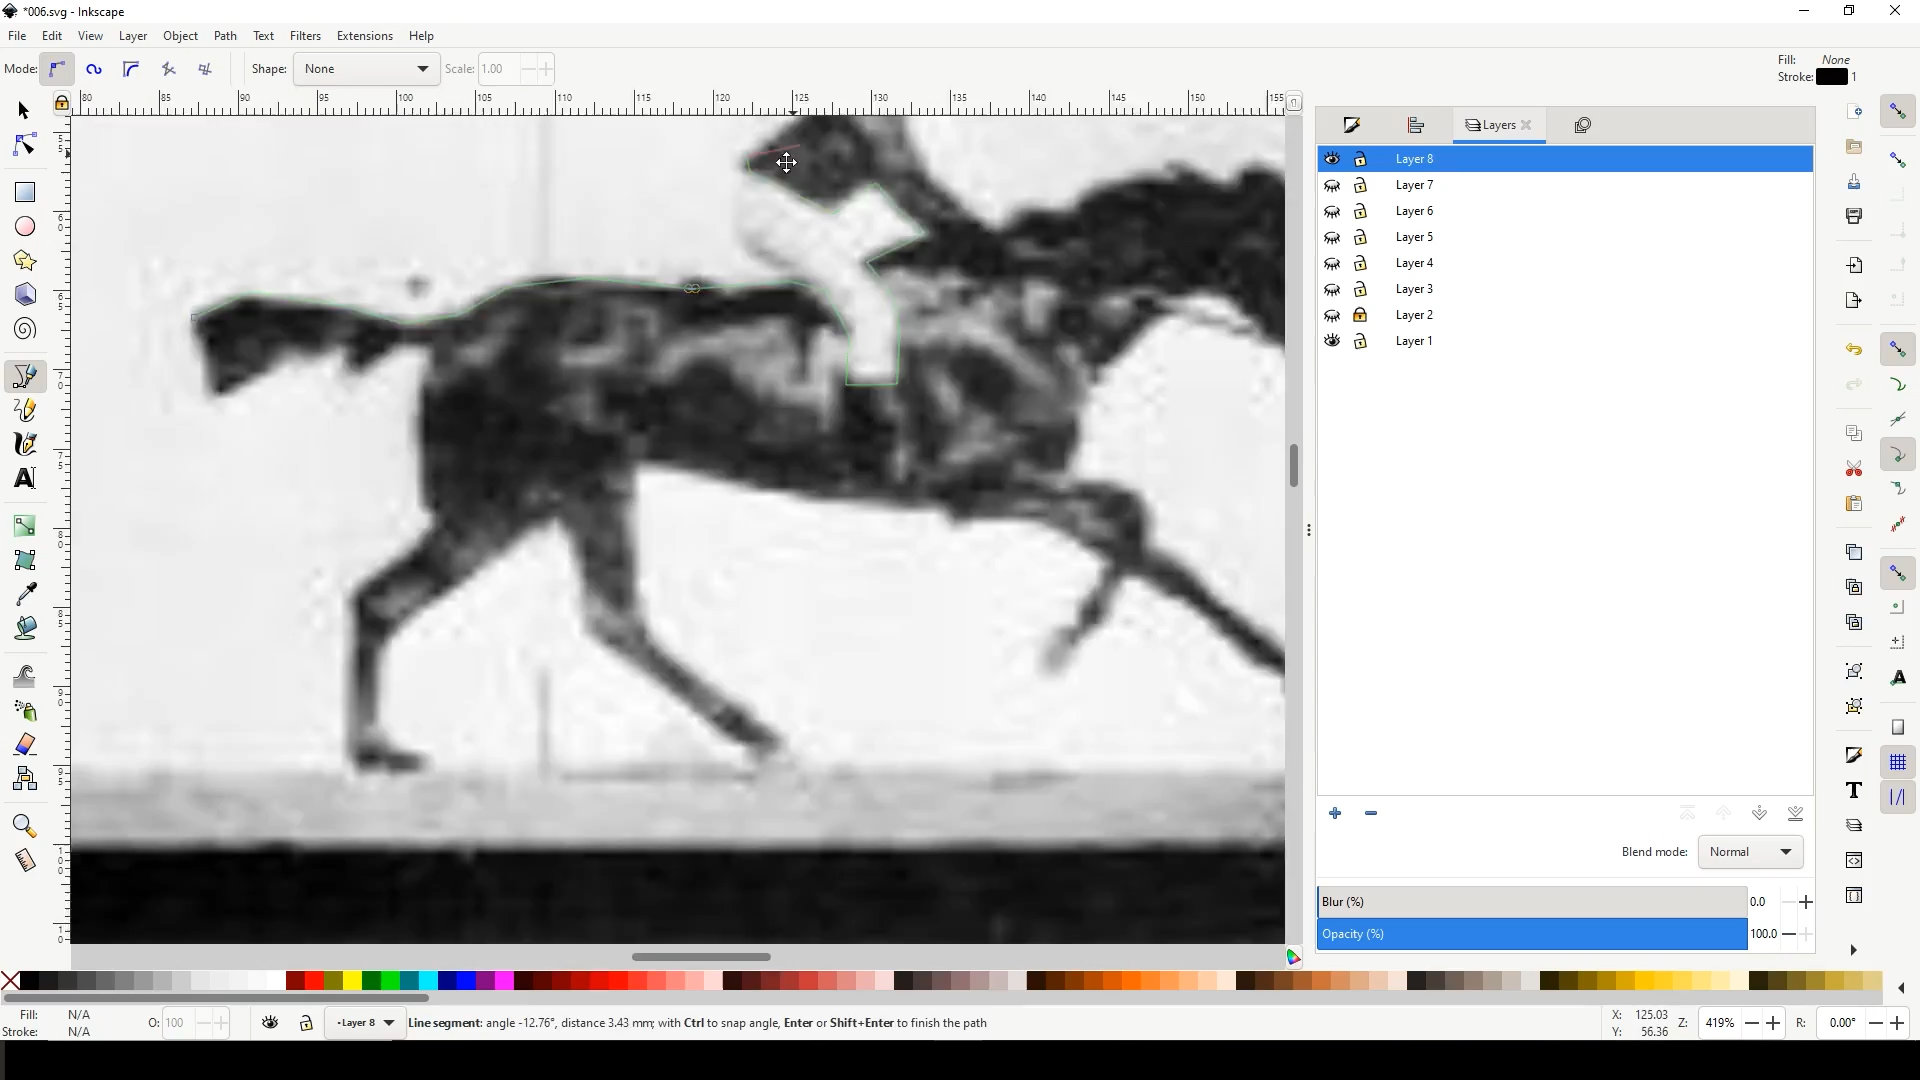 *006.svg - Inkscape
File Edit View Layer Object Path Text Filters Extensions Help
Mode: Shape: None Scale: 1.00
Fill: None
Stroke: 1
80 85 90 95 100 105 110 115 120 125 130 135 140 145 150 155
Layers
Layer 8
Layer 7
Layer 6
Layer 5
Layer 4
Layer 3
Layer 2
Layer 1
Blend mode: Normal
Blur (%) 0.0
Opacity (%) 100.0
Fill: N/A
Stroke: N/A
O: 100
•Layer 8
Line segment: angle -12.76°, distance 3.43 mm; with Ctrl to snap angle, Enter or Shift+Enter to finish the path
X: 125.03
Y: 56.36
Z: 419%
R: 0.00°